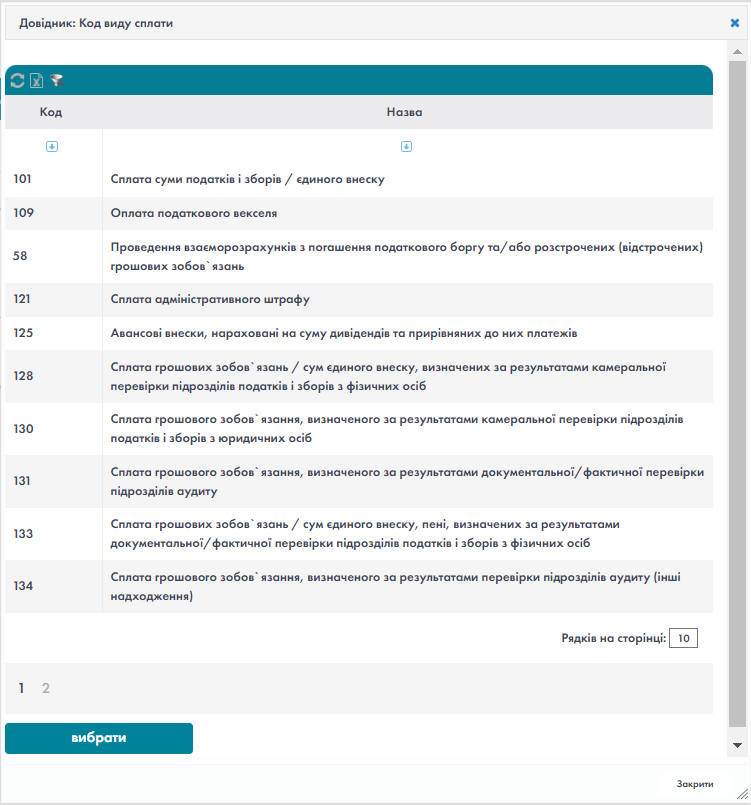 Довідник: Код виду сплати
Код Назва
101 Сплата суми податків і зборів / єдиного внеску
109 Оплата податкового векселя
58 Проведення взаєморозрахунків з погашення податкового боргу та/або розстрочених (відстрочених)
грошових зобов`язань
121 Сплата адміністративного штрафу
125 Авансові внески, нараховані на суму дивідендів та прирівняних до них платежів
128 Сплата грошових зобов`язань / сум єдиного внеску, визначених за результатами камеральної
перевірки підрозділів податків і зборів з фізичних осіб
130 Сплата грошового зобов`язання, визначеного за результатами камеральної перевірки підрозділів
податків і зборів з юридичних осіб
131 Сплата грошового зобов`язання, визначеного за результатами документальної/фактичної перевірки
підрозділів аудиту
133 Сплата грошових зобов`язань / сум єдиного внеску, пені, визначених за результатами
документальної/фактичної перевірки підрозділів податків і зборів з фізичних осіб
134 Сплата грошового зобов`язання, визначеного за результатами перевірки підрозділів аудиту (інші
надходження)
Рядків на сторінці: 10
1 2
вибрати
Закрити